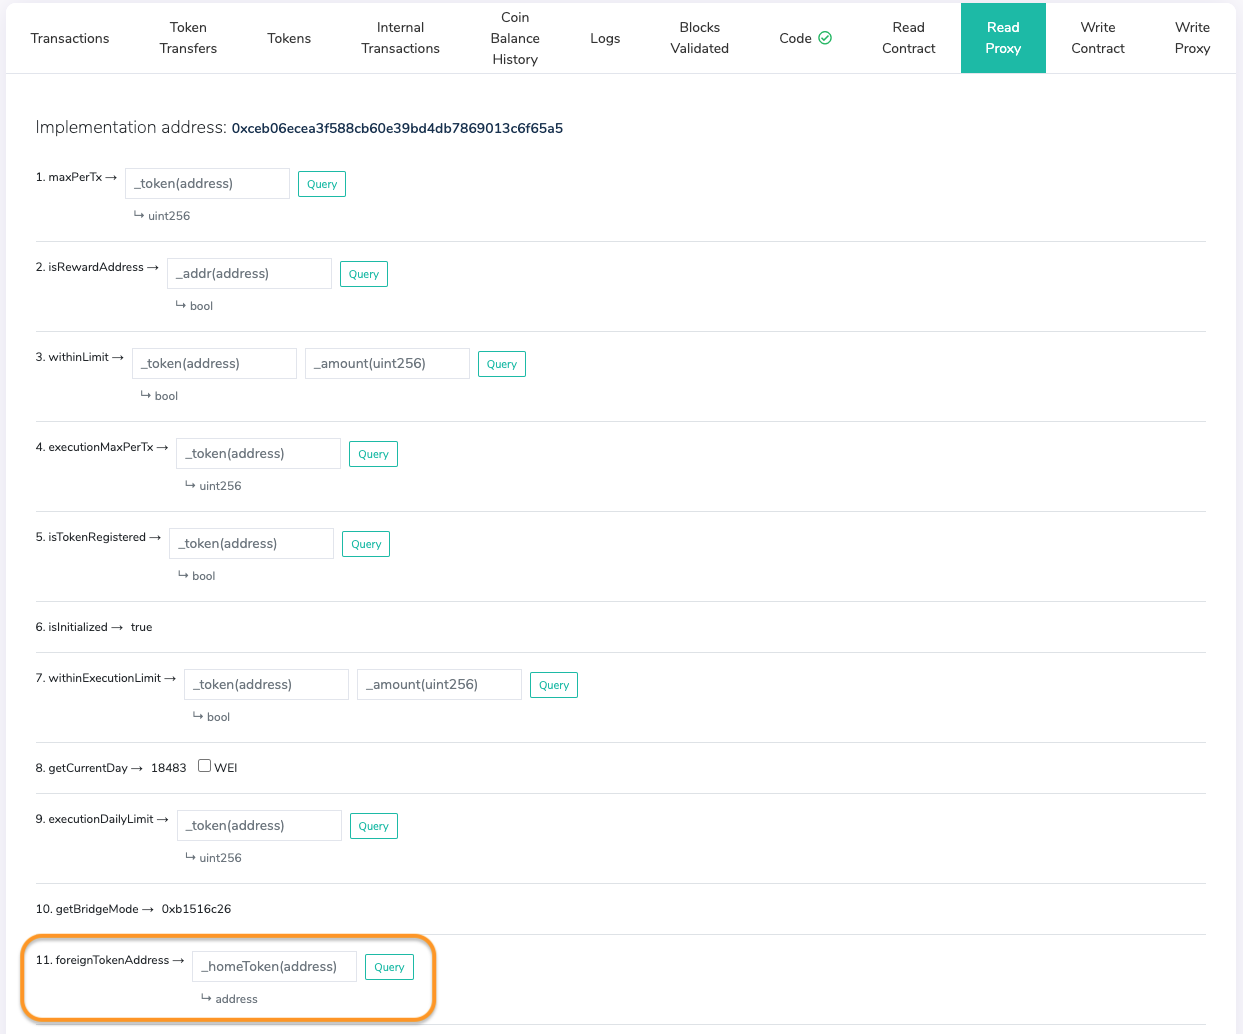 Transactions
Token
Transfers
Tokens
Internal
Transactions
Coin
Balance
History
Logs
Blocks
Validated
Code
Read
Contract
Read
Proxy
Write
Contract
Write
Proxy
Implementation address: 0xceb06ecea3f588cb60e39bd4db7869013c6f65a5
1. maxPerTx → _token(address) Query
↳ uint256
2. isRewardAddress → _addr(address) Query
↳ bool
3. withinLimit → _token(address) _amount(uint256) Query
↳ bool
4. executionMaxPerTx → _token(address) Query
↳ uint256
5. isTokenRegistered → _token(address) Query
↳ bool
6. isInitialized → true
7. withinExecutionLimit → _token(address) _amount(uint256) Query
↳ bool
8. getCurrentDay → 18483 WEI
9. executionDailyLimit → _token(address) Query
↳ uint256
10. getBridgeMode → 0xb1516c26
11. foreignTokenAddress → _homeToken(address) Query
↳ address